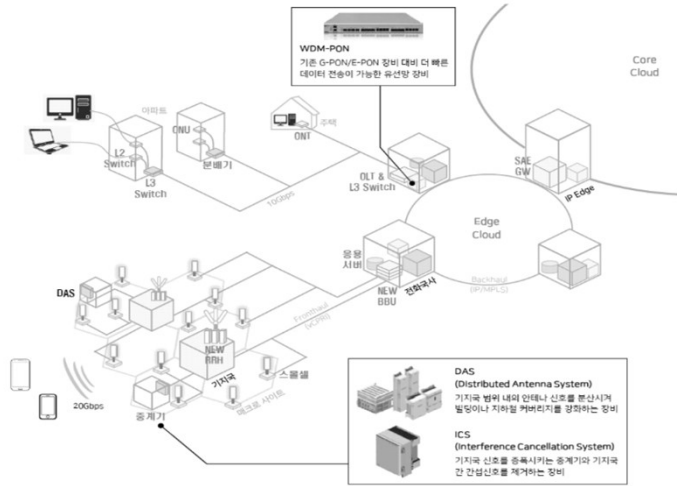 WDM-PON
기존 G-PON/E-PON 장비 대비 더 빠른
데이터 전송이 가능한 유선망 장비
Core
Cloud
아파트
ONU
주택
ONT
L2
Switch
L3
Switch
분배기
10Gbps
OLT &
L3 Switch
SAE
GW
IP Edge
Edge
Cloud
응용
서버
NEW
BBU
전화국사
Backhaul
(IP/MPLS)
Fronthaul
(eCPRI)
DAS
NEW
RRH
기지국
스몰셀
매크로 사이트
중계기
20Gbps
DAS
(Distributed Antenna System)
기지국 범위 내의 안테나 신호를 분산시켜
빌딩이나 지하철 커버리지를 강화하는 장비
ICS
(Interference Cancellation System)
기지국 신호를 증폭시키는 중계기와 기지국
간 간섭신호를 제거하는 장비